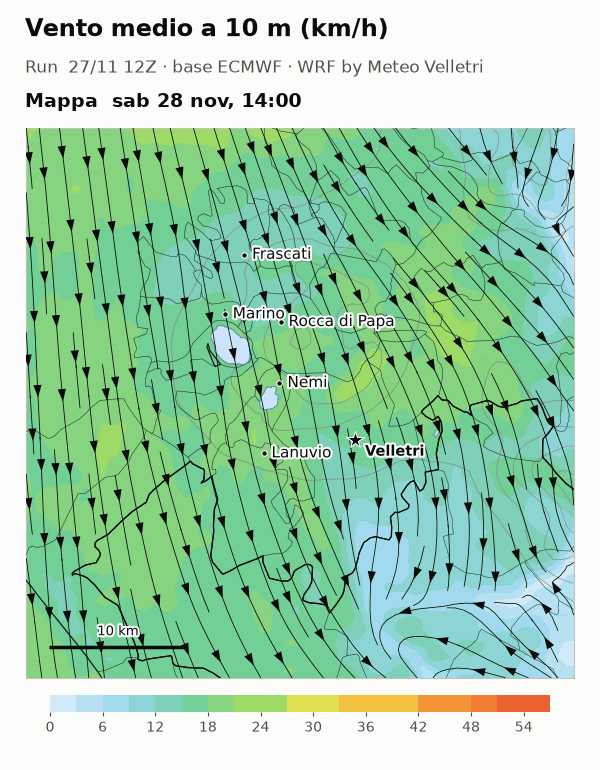 Vento medio a 10 m (km/h)
Run  27/11 12Z · base ECMWF · WRF by Meteo Velletri
Mappa  sab 28 nov, 14:00
Frascati
Marino
Rocca di Papa
Nemi
Velletri
Lanuvio
10 km
0 6 12 18 24 30 36 42 48 54